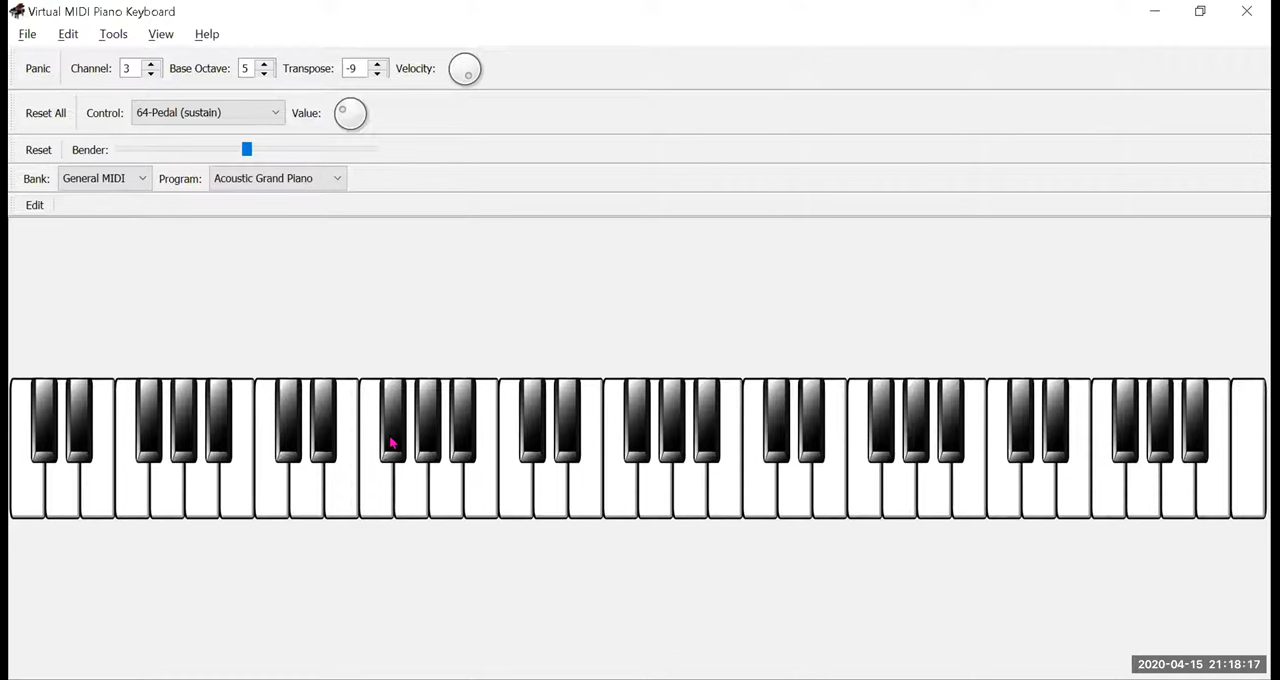 Virtual MIDI Piano Keyboard
File Edit Tools View Help
Panic Channel: 3 Base Octave: 5 Transpose: -9 Velocity:
Reset All Control: 64-Pedal (sustain) Value:
Reset Bender:
Bank: General MIDI Program: Acoustic Grand Piano
Edit
2020-04-15 21:18:17